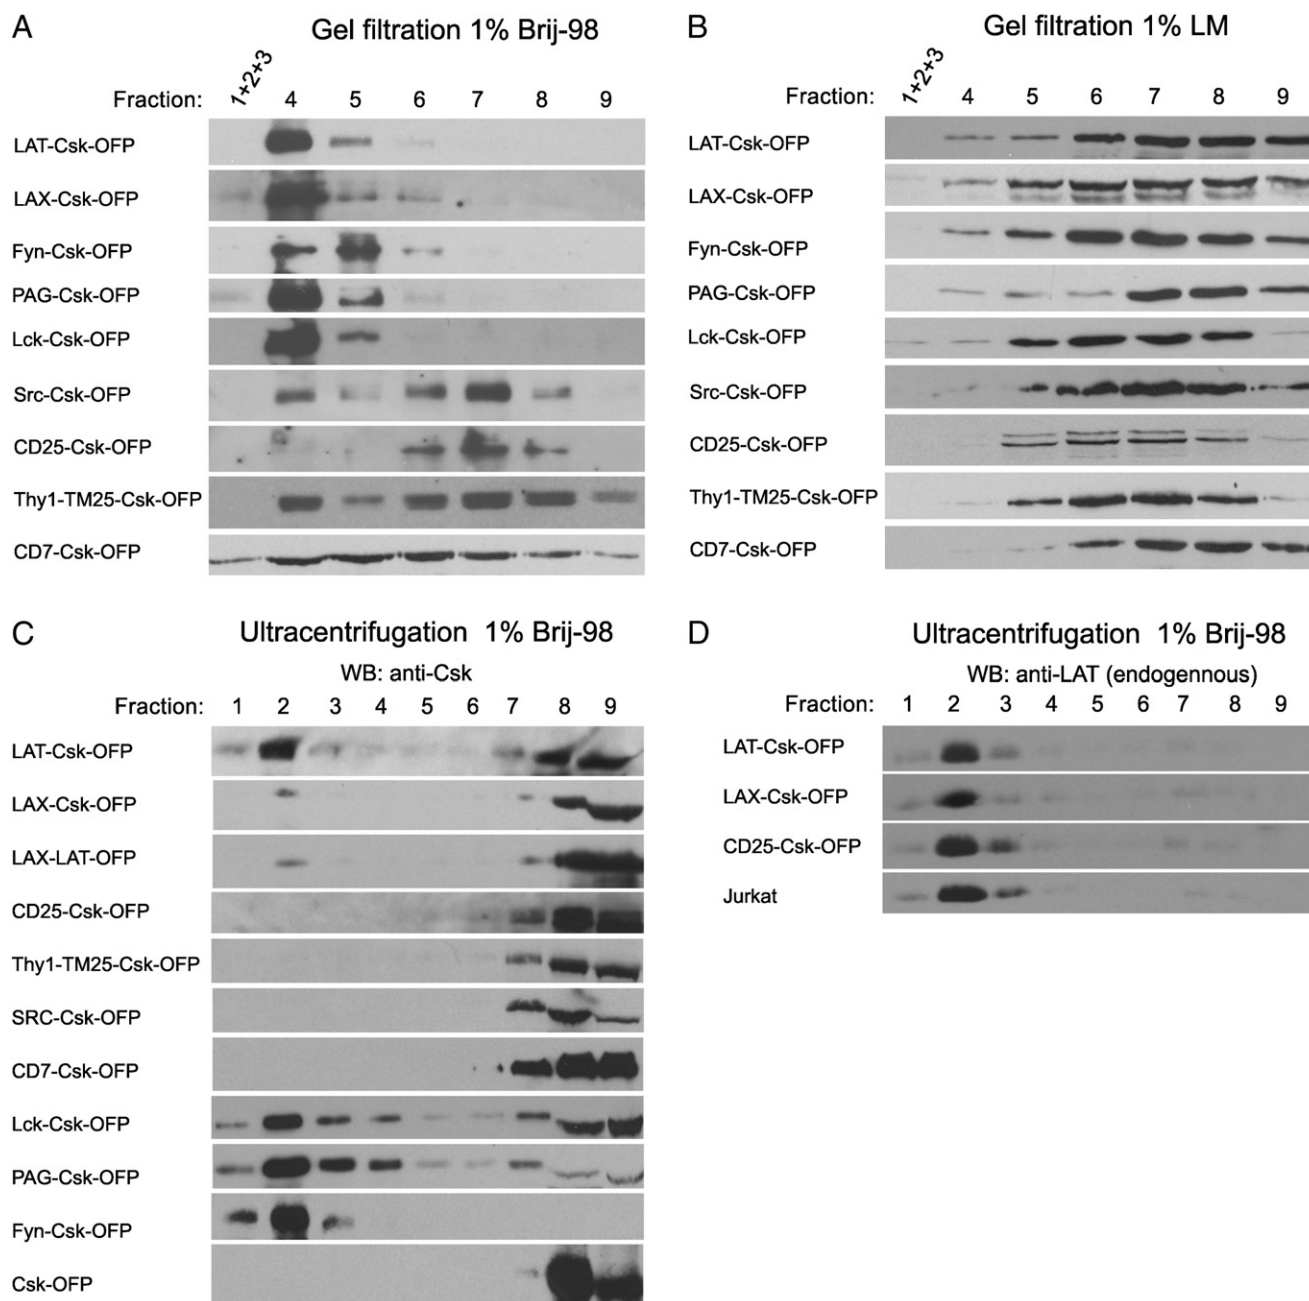 A
Gel filtration 1% Brij-98
Fraction: 1+2+3 4 5 6 7 8 9
LAT-Csk-OFP
LAX-Csk-OFP
Fyn-Csk-OFP
PAG-Csk-OFP
Lck-Csk-OFP
Src-Csk-OFP
CD25-Csk-OFP
Thy1-TM25-Csk-OFP
CD7-Csk-OFP
B
Gel filtration 1% LM
Fraction: 1+2+3 4 5 6 7 8 9
LAT-Csk-OFP
LAX-Csk-OFP
Fyn-Csk-OFP
PAG-Csk-OFP
Lck-Csk-OFP
Src-Csk-OFP
CD25-Csk-OFP
Thy1-TM25-Csk-OFP
CD7-Csk-OFP
C
Ultracentrifugation 1% Brij-98
WB: anti-Csk
Fraction: 1 2 3 4 5 6 7 8 9
LAT-Csk-OFP
LAX-Csk-OFP
LAX-LAT-OFP
CD25-Csk-OFP
Thy1-TM25-Csk-OFP
SRC-Csk-OFP
CD7-Csk-OFP
Lck-Csk-OFP
PAG-Csk-OFP
Fyn-Csk-OFP
Csk-OFP
D
Ultracentrifugation 1% Brij-98
WB: anti-LAT (endogennous)
Fraction: 1 2 3 4 5 6 7 8 9
LAT-Csk-OFP
LAX-Csk-OFP
CD25-Csk-OFP
Jurkat